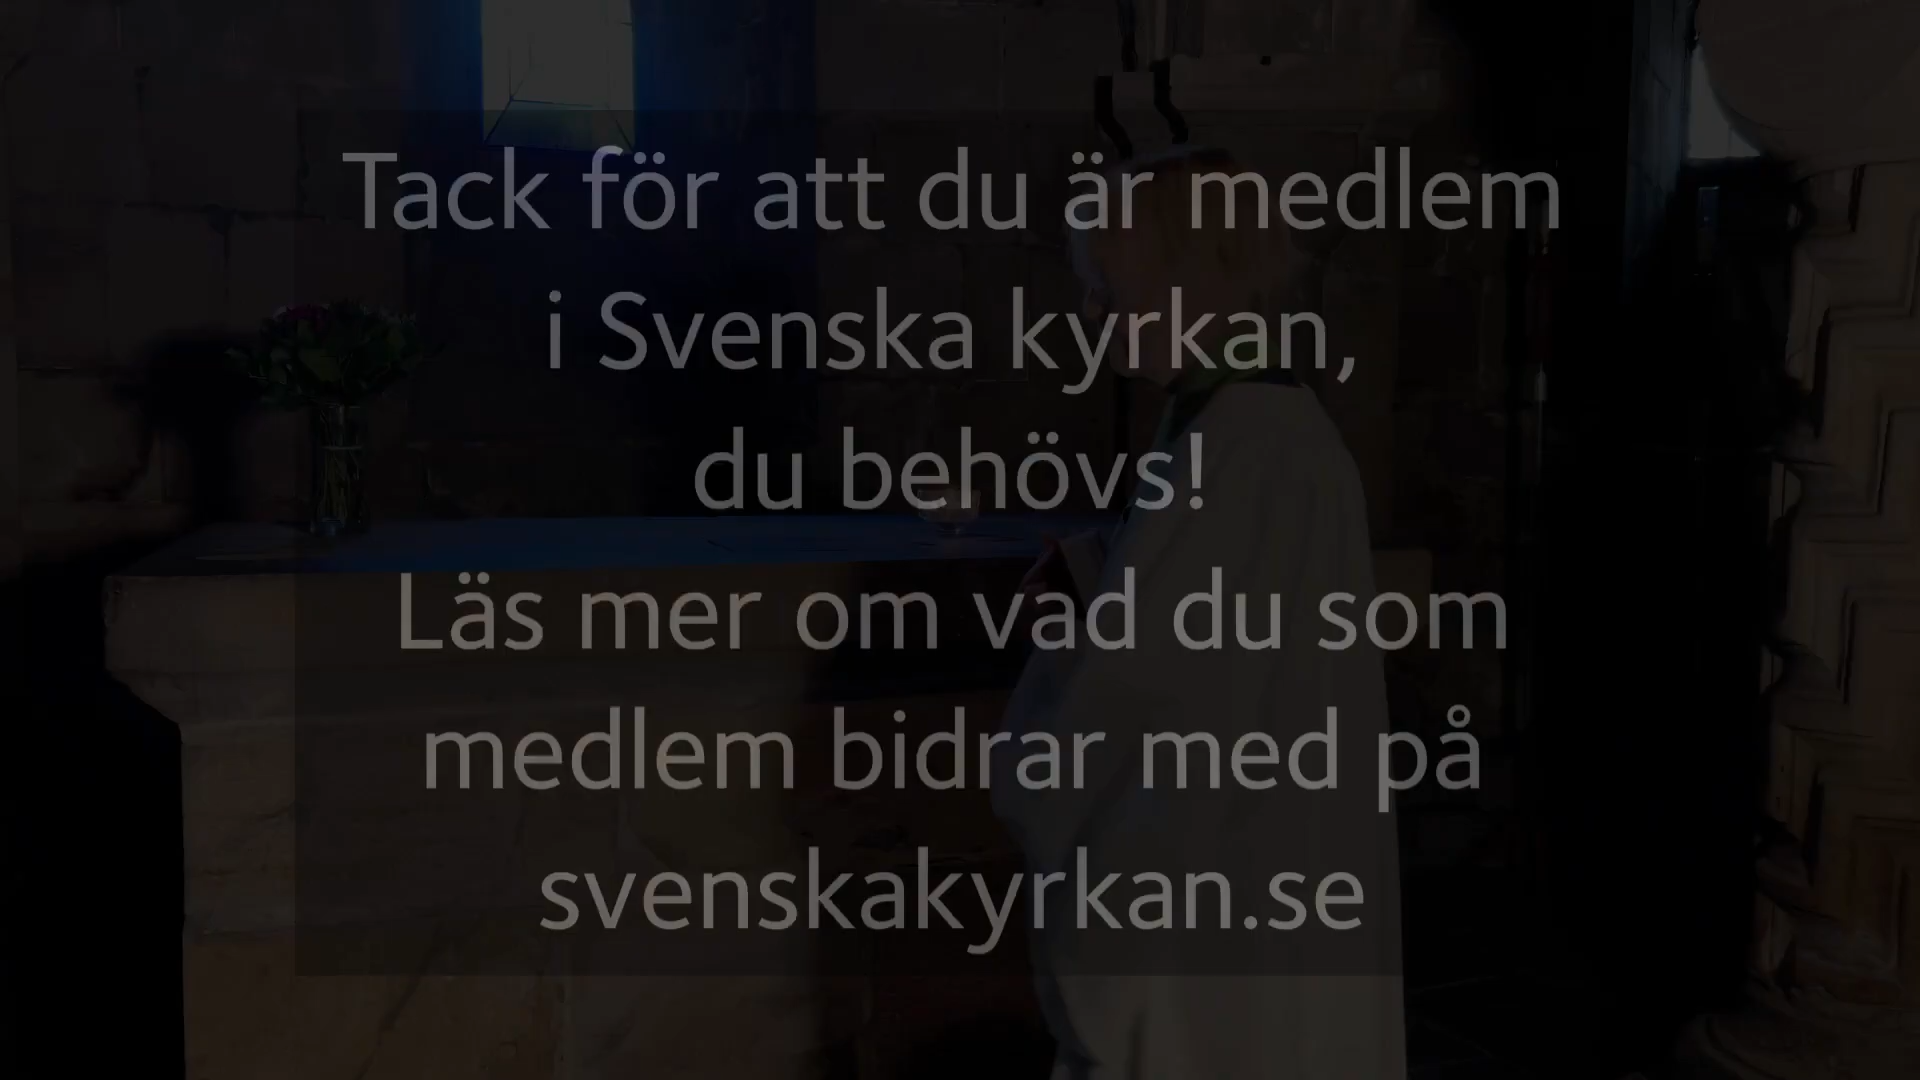 Tack för att du är medlem
i Svenska kyrkan,
du behövs!
Läs mer om vad du som
medlem bidrar med på
svenskakyrkan.se